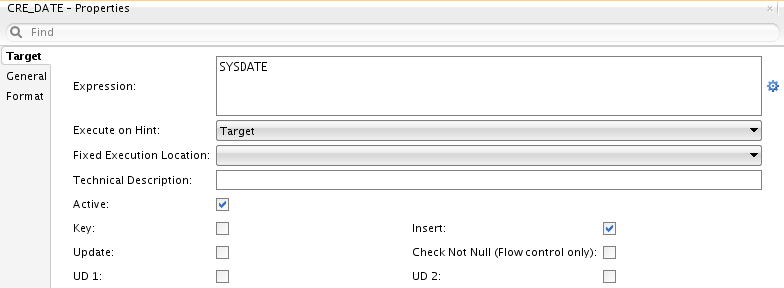 CRE_DATE - Properties
Find
Target
General
Format
Expression:
SYSDATE
Execute on Hint:
Target
Fixed Execution Location:
Technical Description:
Active:
Key:
Insert:
Update:
Check Not Null (Flow control only):
UD 1:
UD 2: